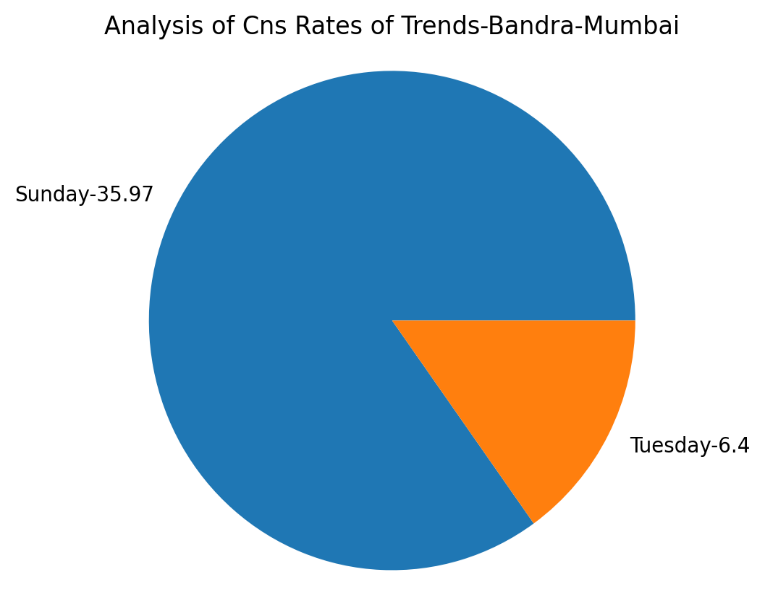 Analysis of Cns Rates of Trends-Bandra-Mumbai
Sunday-35.97
Tuesday-6.4